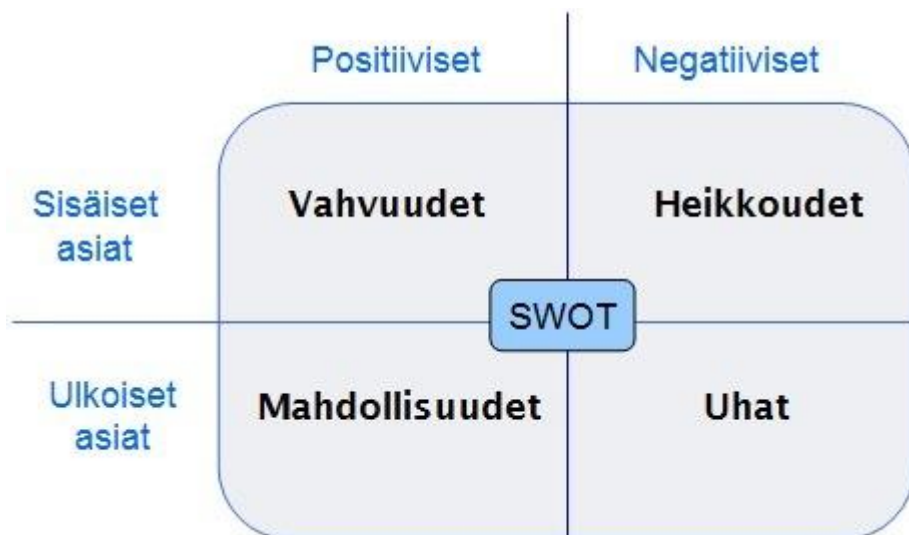 Positiiviset
Negatiiviset
Sisäiset
asiat
Vahvuudet
Heikkoudet
SWOT
Ulkoiset
asiat
Mahdollisuudet
Uhat